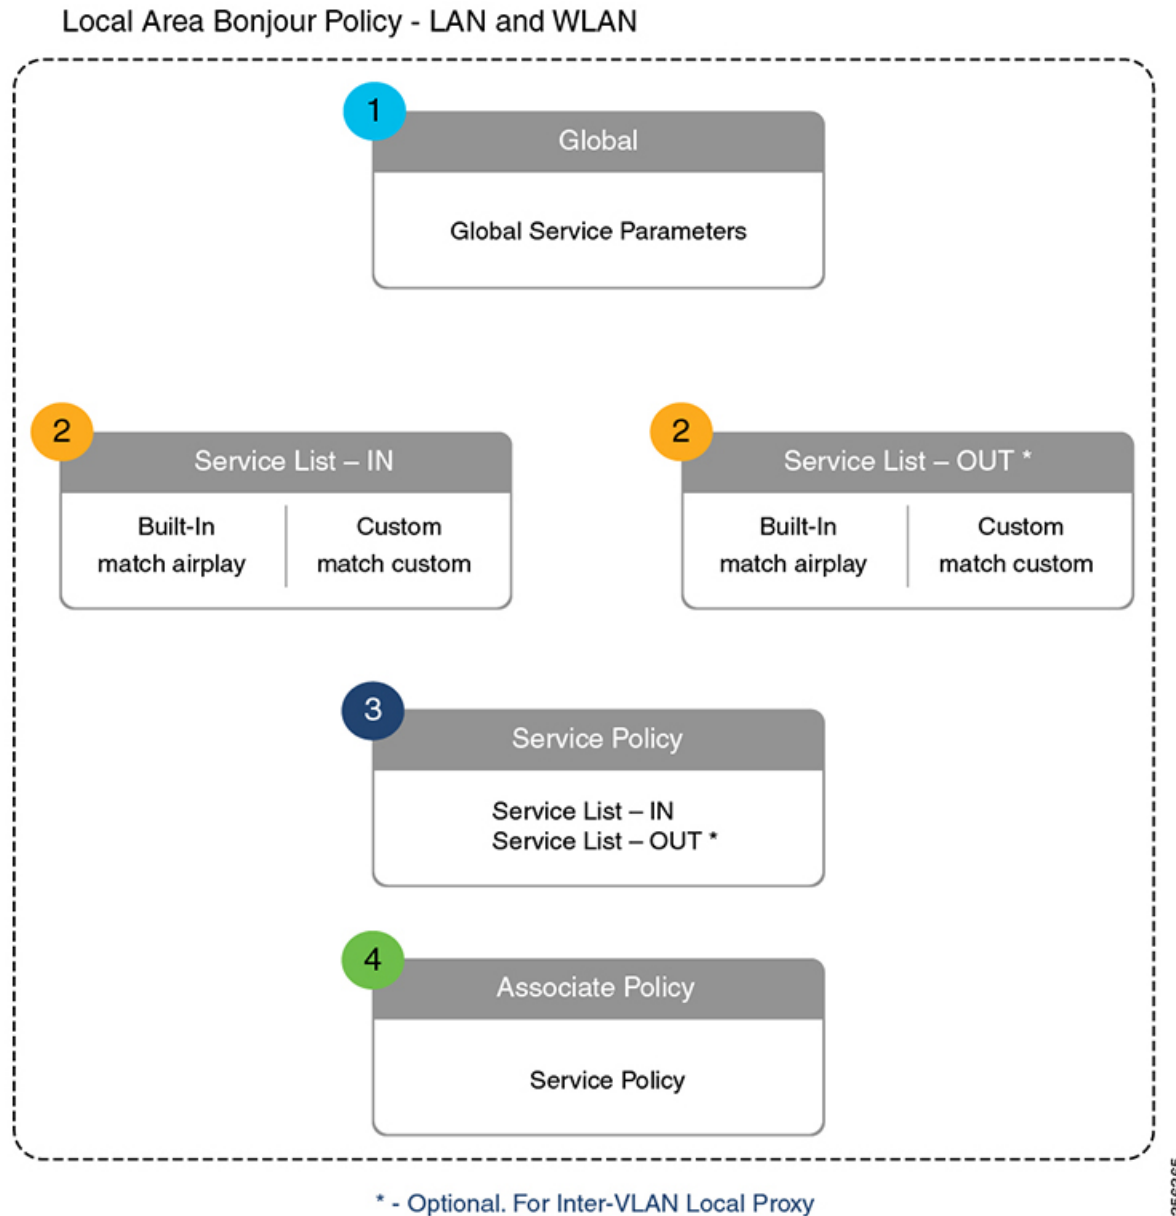 Local Area Bonjour Policy - LAN and WLAN
1
Global
Global Service Parameters
2
Service List – IN
Built-In
match airplay
Custom
match custom
2
Service List – OUT *
Built-In
match airplay
Custom
match custom
3
Service Policy
Service List – IN
Service List – OUT *
4
Associate Policy
Service Policy
* - Optional. For Inter-VLAN Local Proxy